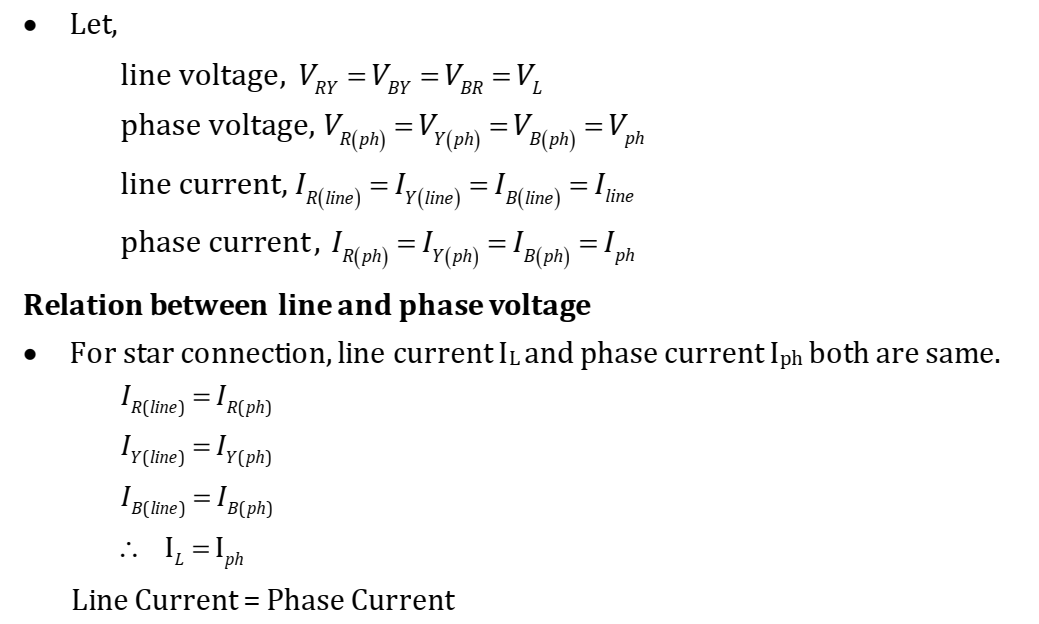 • Let,
line voltage, V_RY = V_BY = V_BR = V_L
phase voltage, V_R(ph) = V_Y(ph) = V_B(ph) = V_ph
line current, I_R(line) = I_Y(line) = I_B(line) = I_line
phase current, I_R(ph) = I_Y(ph) = I_B(ph) = I_ph
Relation between line and phase voltage
• For star connection, line current I_L and phase current I_ph both are same.
I_R(line) = I_R(ph)
I_Y(line) = I_Y(ph)
I_B(line) = I_B(ph)
∴ I_L = I_ph
Line Current = Phase Current